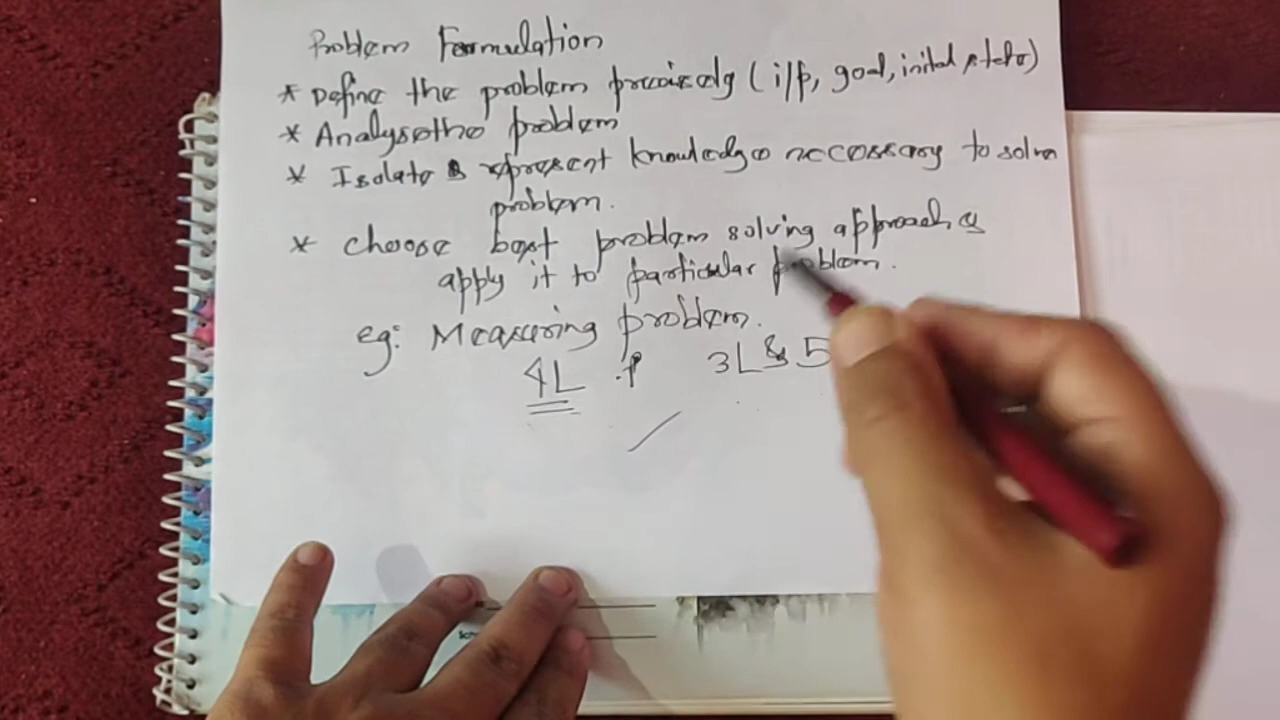 Problem Formulation
* Define the problem precisely (i/p, goal, initial state)
* Analyse the problem
* Isolate & represent knowledge necessary to solve
problem.
* choose best problem solving approach &
apply it to particular problem.
eg: Measuring problem.
4L 3L & 5